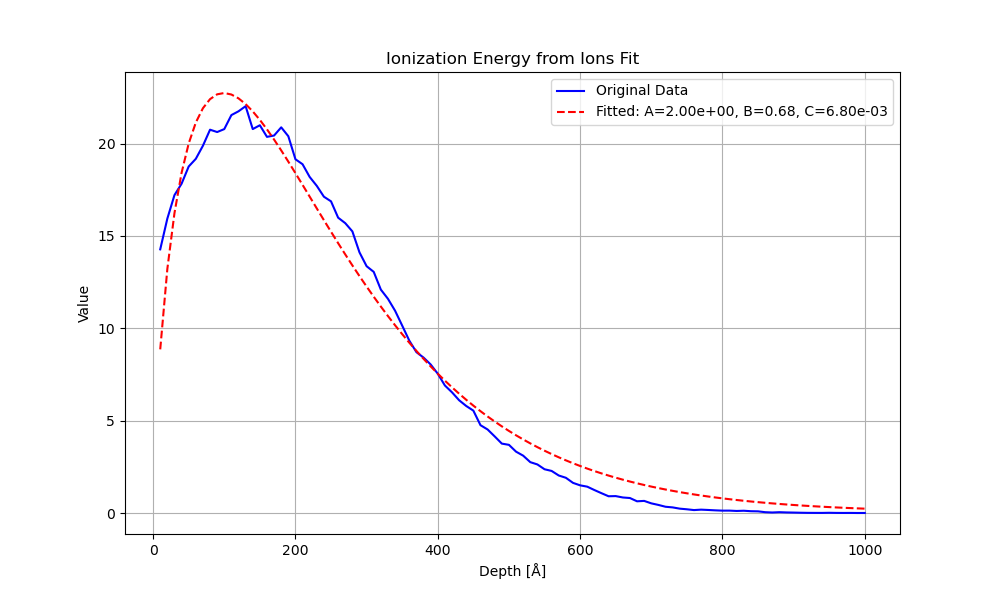 Ionization Energy from Ions Fit
Original Data
Fitted: A=2.00e+00, B=0.68, C=6.80e-03
Value
20
15
10
5
0
0 200 400 600 800 1000
Depth [Å]